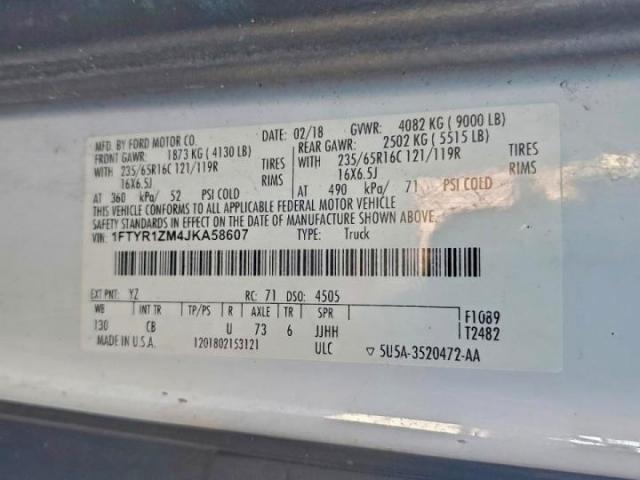 MFD. BY FORD MOTOR CO. DATE: 02/18 GVWR: 4082 KG ( 9000 LB)
FRONT GAWR: 1873 KG ( 4130 LB) REAR GAWR: 2502 KG ( 5515 LB)
WITH 235/65R16C 121/119R TIRES WITH 235/65R16C 121/119R TIRES
16X6.5J RIMS 16X6.5J RIMS
AT 360 kPa/ 52 PSI COLD AT 490 kPa/ 71 PSI COLD
THIS VEHICLE CONFORMS TO ALL APPLICABLE FEDERAL MOTOR VEHICLE
SAFETY STANDARDS IN EFFECT ON THE DATE OF MANUFACTURE SHOWN ABOVE.
VIN: 1FTYR1ZM4JKA58607 TYPE: Truck
EXT PNT: YZ RC: 71 DSO: 4505
WB INT TR TP/PS R AXLE TR SPR F1089
130 CB U 73 6 JJHH T2482
MADE IN U.S.A. 1201802153121 ULC ▽ 5U5A-3520472-AA